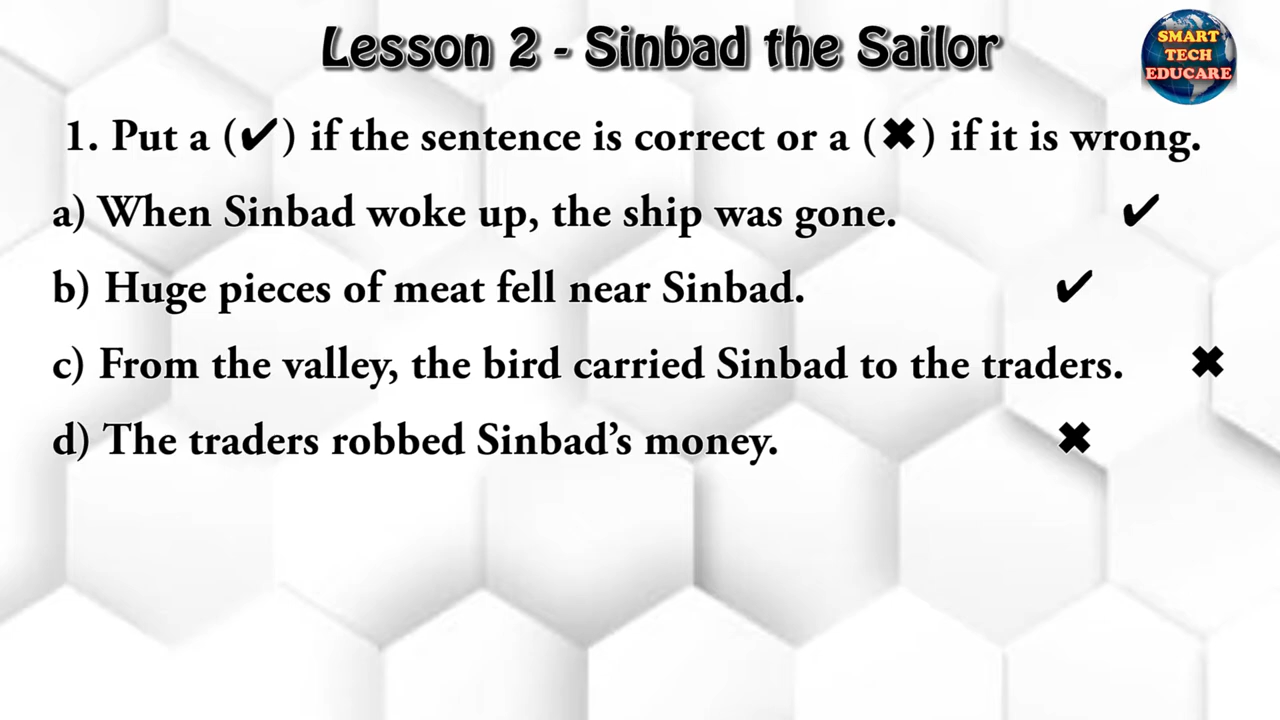 Lesson 2 - Sinbad the Sailor
SMART
TECH
EDUCARE
1. Put a (✔) if the sentence is correct or a (✖) if it is wrong.
a) When Sinbad woke up, the ship was gone. ✔
b) Huge pieces of meat fell near Sinbad. ✔
c) From the valley, the bird carried Sinbad to the traders. ✖
d) The traders robbed Sinbad’s money. ✖